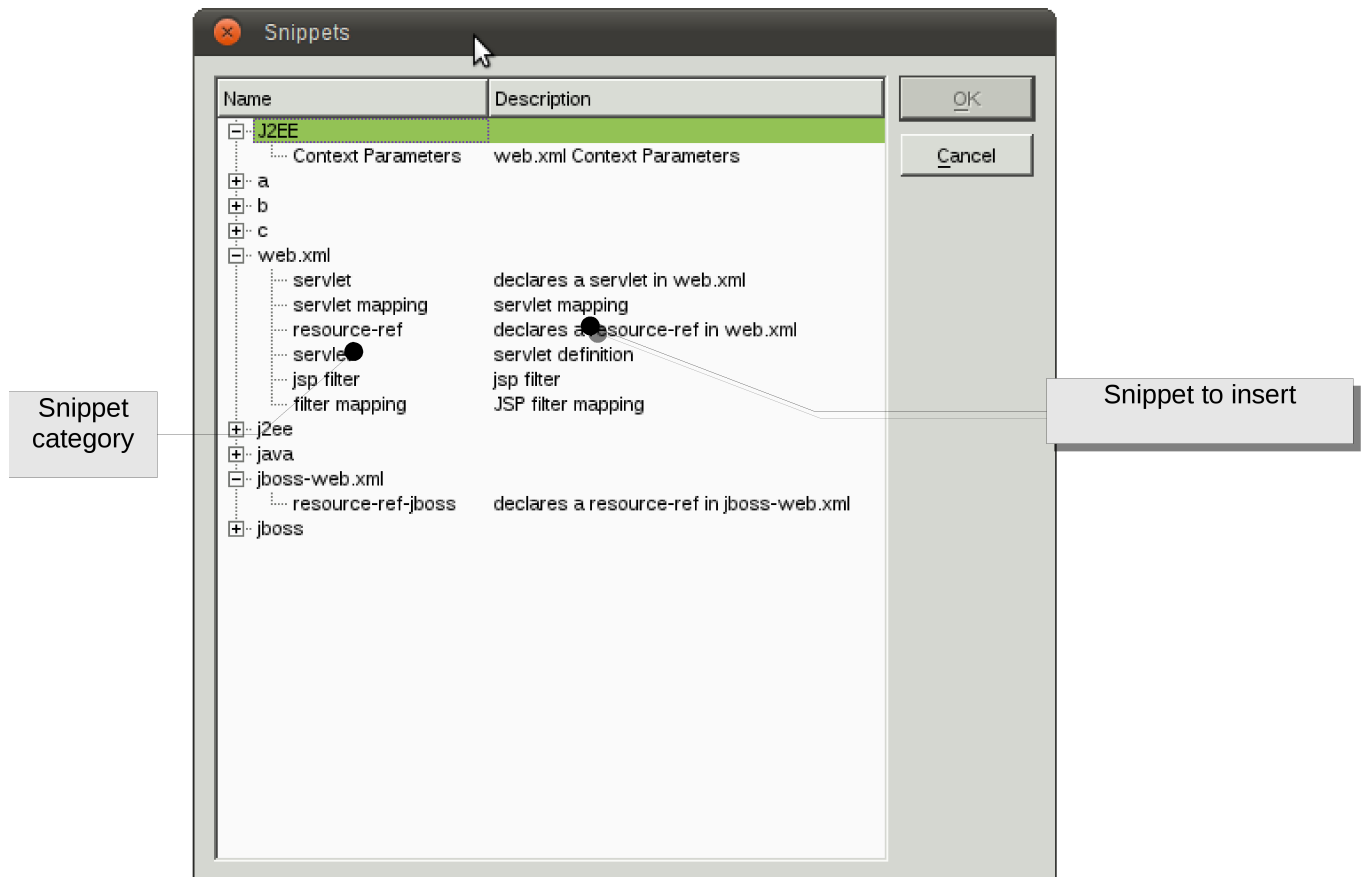 Snippets
Name Description
OK
J2EE
Cancel
Context Parameters web.xml Context Parameters
a
b
c
web.xml
servlet declares a servlet in web.xml
servlet mapping servlet mapping
resource-ref declares a resource-ref in web.xml
servlet servlet definition
jsp filter jsp filter
filter mapping JSP filter mapping
j2ee
java
jboss-web.xml
resource-ref-jboss declares a resource-ref in jboss-web.xml
jboss
Snippet
category
Snippet to insert